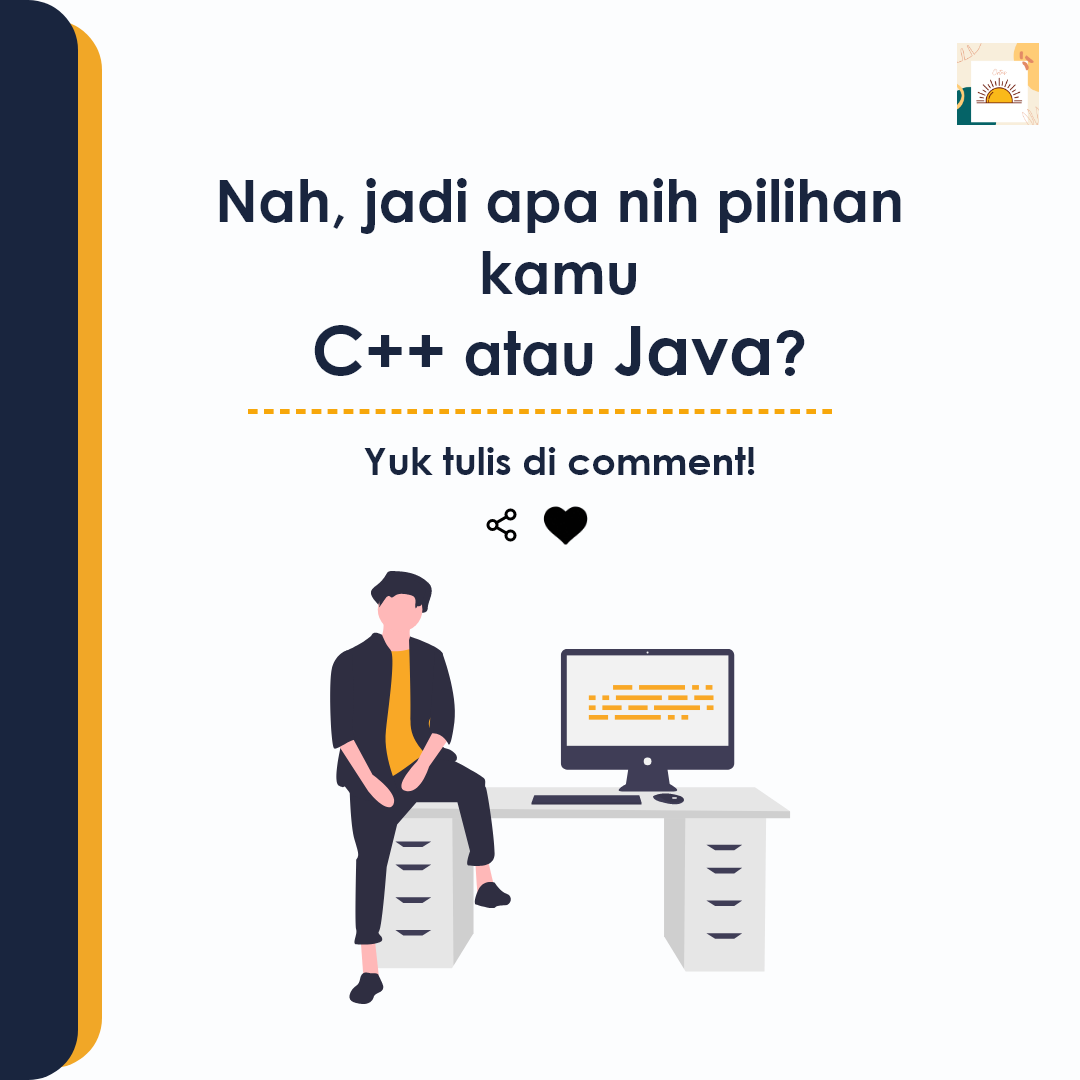 Nah, jadi apa nih pilihan
kamu
C++ atau Java?
Yuk tulis di comment!